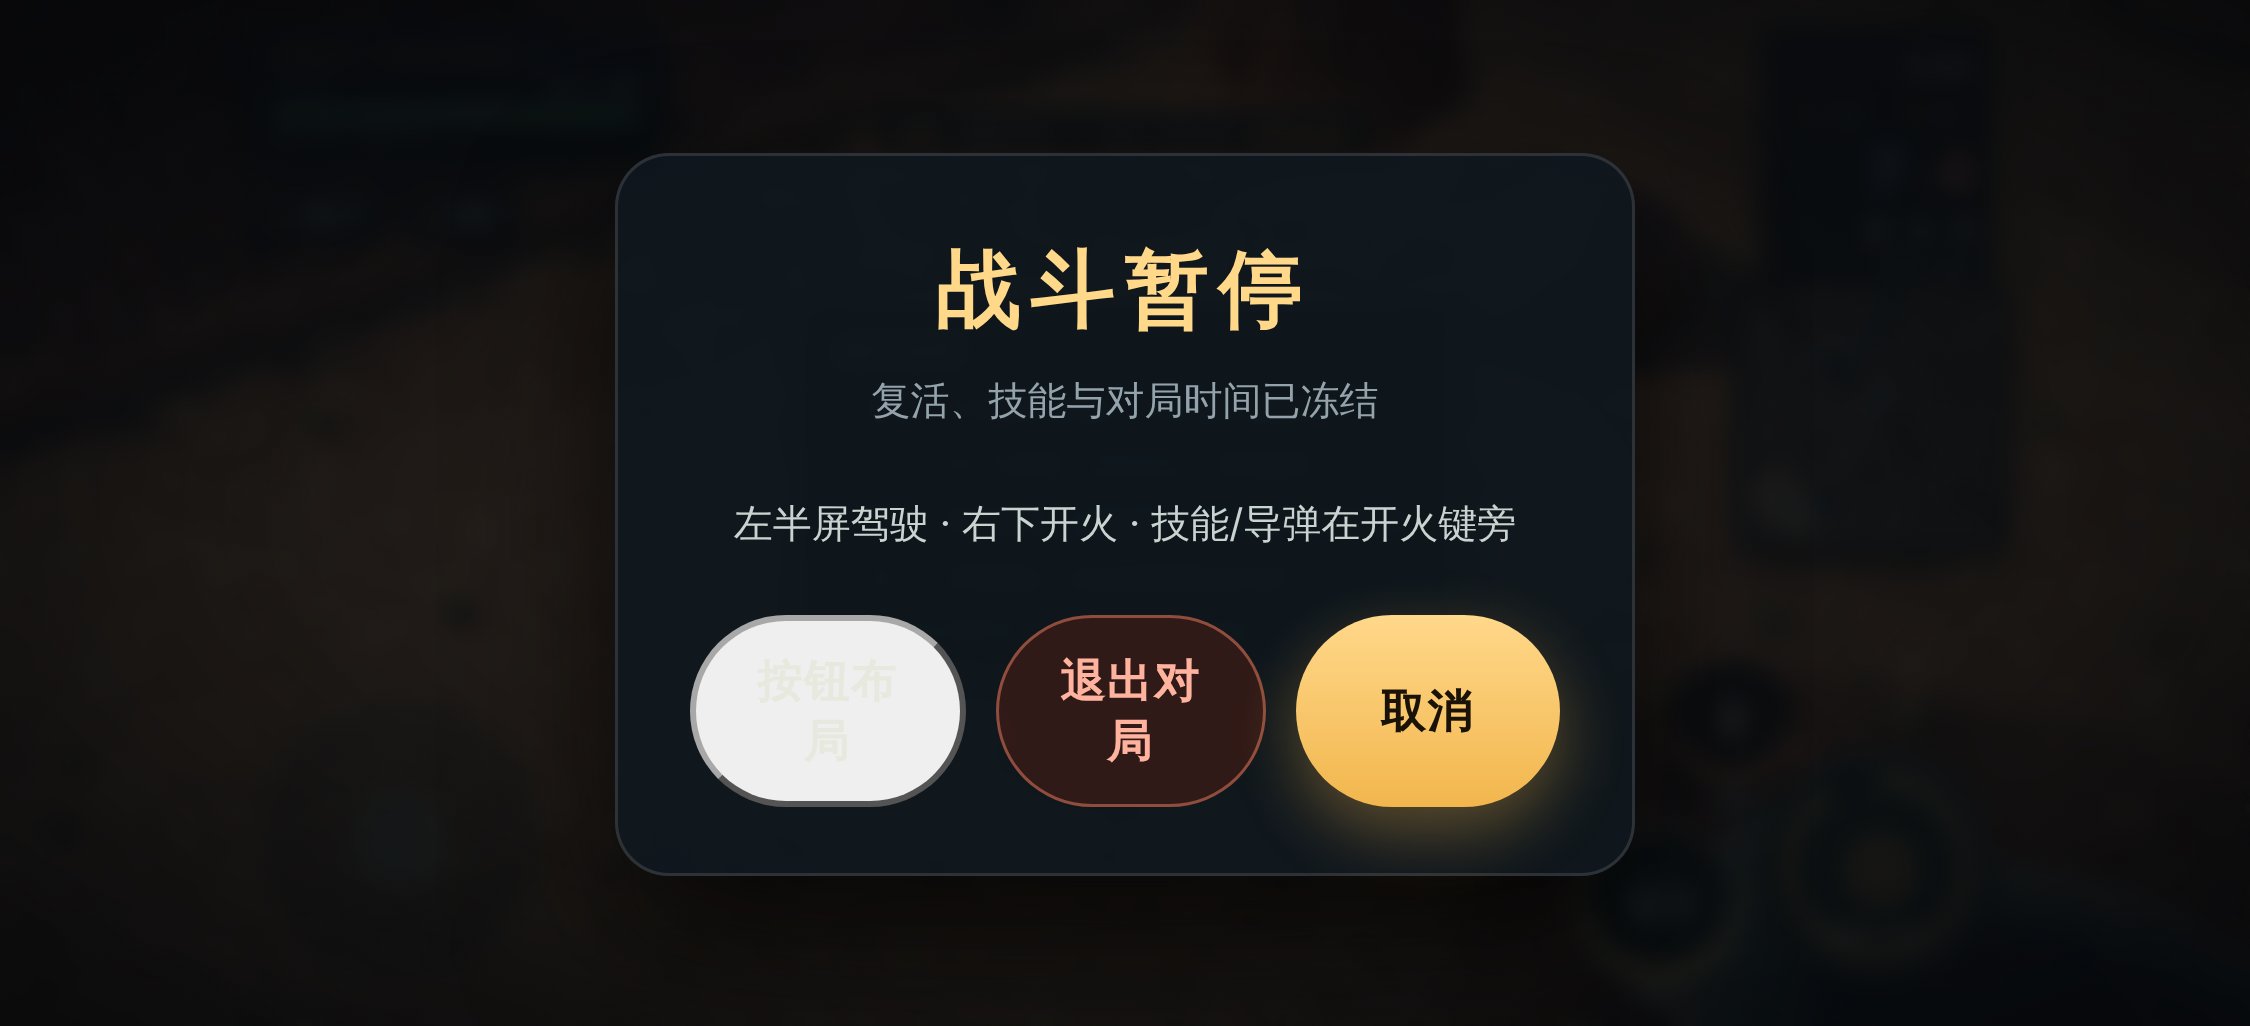 战斗暂停
复活、技能与对局时间已冻结
左半屏驾驶 · 右下开火 · 技能/导弹在开火键旁
按钮布
局
退出对
局
取消